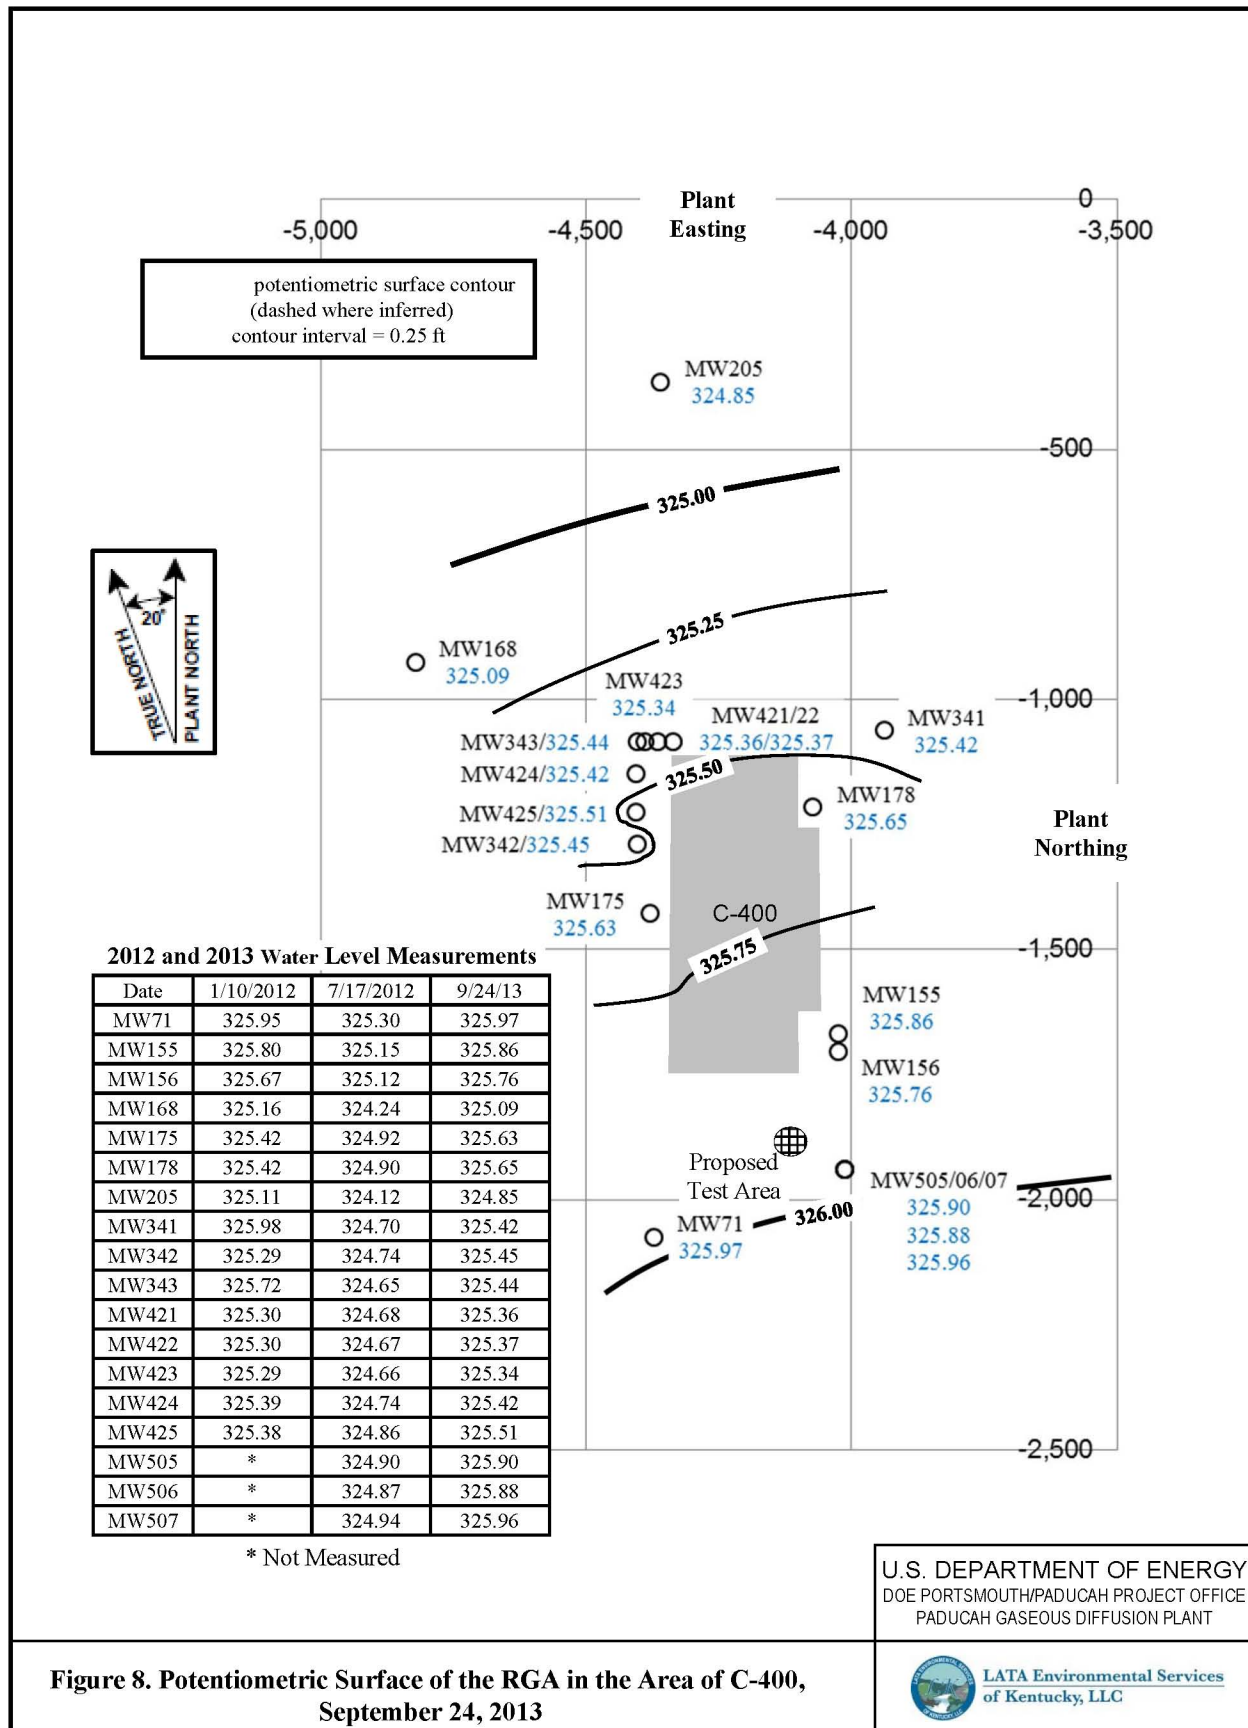 Plant
Easting
-5,000
-4,500
-4,000
-3,500
0
potentiometric surface contour
(dashed where inferred)
contour interval = 0.25 ft
MW205
324.85
-500
325.00
TRUE NORTH
20°
PLANT NORTH
325.25
MW168
325.09
MW423
325.34
-1,000
MW421/22
325.36/325.37
MW341
325.42
MW343/325.44
MW424/325.42
325.50
MW425/325.51
MW342/325.45
MW178
325.65
Plant
Northing
MW175
325.63
C-400
325.75
-1,500
MW155
325.86
MW156
325.76
Proposed
Test Area
MW505/06/07
325.90
325.88
325.96
-2,000
326.00
MW71
325.97
-2,500
2012 and 2013 Water Level Measurements
Date 1/10/2012 7/17/2012 9/24/13
MW71 325.95 325.30 325.97
MW155 325.80 325.15 325.86
MW156 325.67 325.12 325.76
MW168 325.16 324.24 325.09
MW175 325.42 324.92 325.63
MW178 325.42 324.90 325.65
MW205 325.11 324.12 324.85
MW341 325.98 324.70 325.42
MW342 325.29 324.74 325.45
MW343 325.72 324.65 325.44
MW421 325.30 324.68 325.36
MW422 325.30 324.67 325.37
MW423 325.29 324.66 325.34
MW424 325.39 324.74 325.42
MW425 325.38 324.86 325.51
MW505 * 324.90 325.90
MW506 * 324.87 325.88
MW507 * 324.94 325.96
* Not Measured
U.S. DEPARTMENT OF ENERGY
DOE PORTSMOUTH/PADUCAH PROJECT OFFICE
PADUCAH GASEOUS DIFFUSION PLANT
Figure 8. Potentiometric Surface of the RGA in the Area of C-400,
September 24, 2013
LATA Environmental Services
of Kentucky, LLC